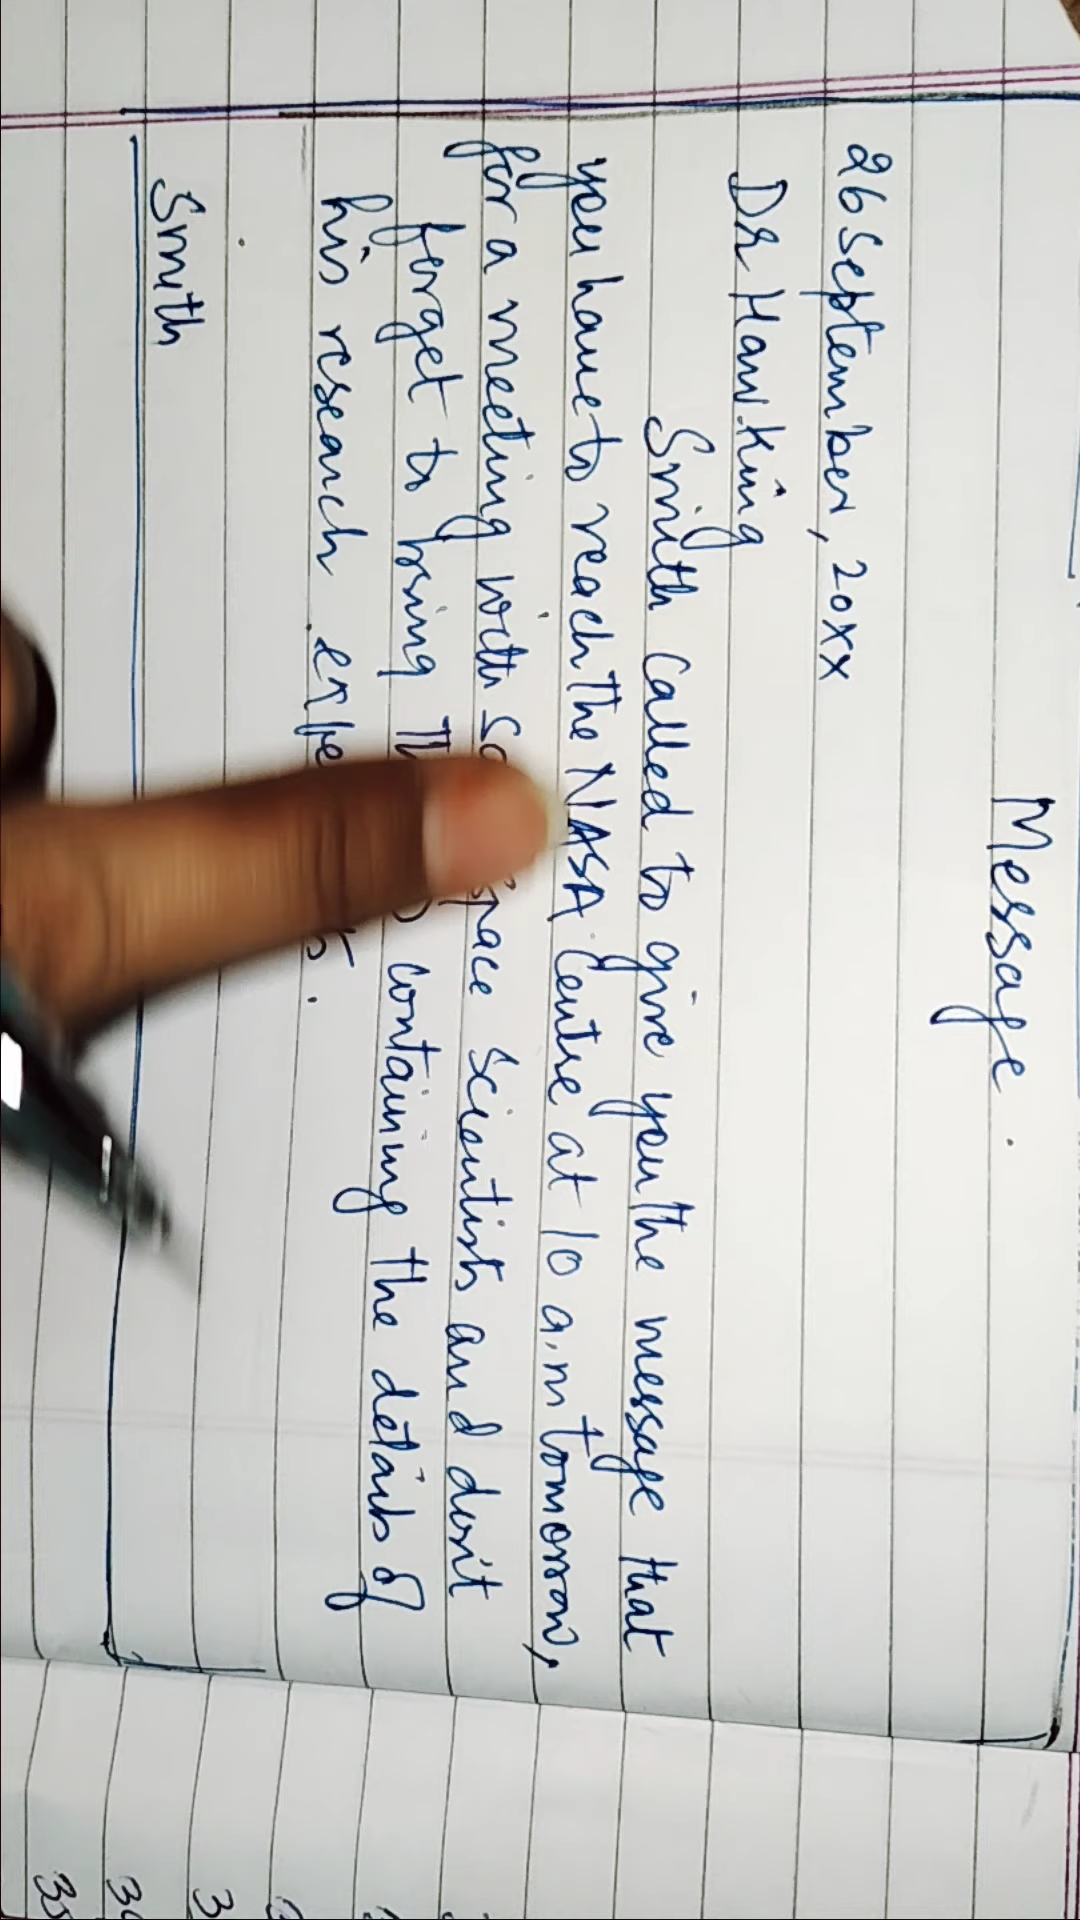 Message.
26 September, 20xx
DR Hawking
Smith called to give you the message that
you have to reach the NASA Centre at 10 a.m tomorrow,
for a meeting with space scientists and don't
forget to bring containing the details of
his research
Smith